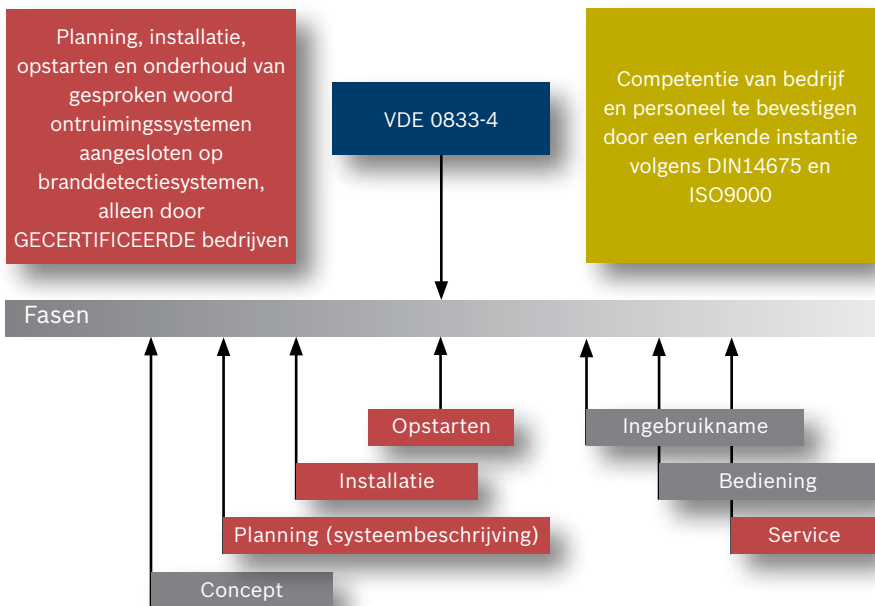 Planning, installatie,
opstarten en onderhoud van
gesproken woord
ontruimingssystemen
aangesloten op
branddetectiesystemen,
alleen door
GECERTIFICEERDE bedrijven
VDE 0833-4
Competentie van bedrijf
en personeel te bevestigen
door een erkende instantie
volgens DIN14675 en
ISO9000
Fasen
Opstarten
Ingebruikname
Installatie
Bediening
Planning (systeembeschrijving)
Service
Concept